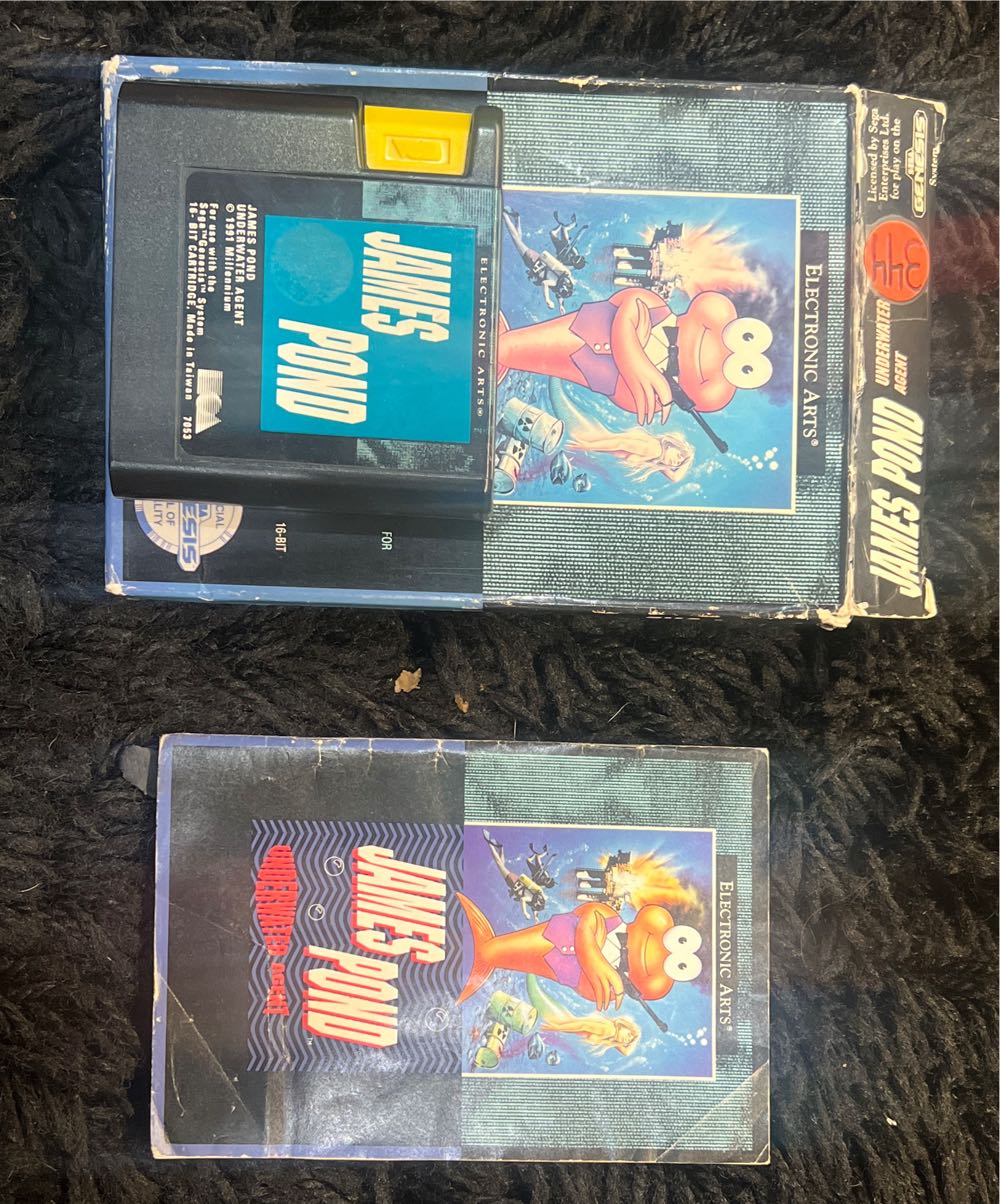 Licensed by Sega
Enterprises Ltd.
for play on the
SEGA
GENESIS
System
UNDERWATER
AGENT
JAMES POND
ELECTRONIC ARTS®
ELECTRONIC ARTS®
JAMES
POND
JAMES POND
UNDERWATER AGENT
© 1991 Millennium
For use with the
Sega™ Genesis™ System
16-BIT CARTRIDGE. Made in Taiwan
7053
FOR
16-BIT
ELECTRONIC ARTS®
JAMES
POND™
UNDERWATER AGENT